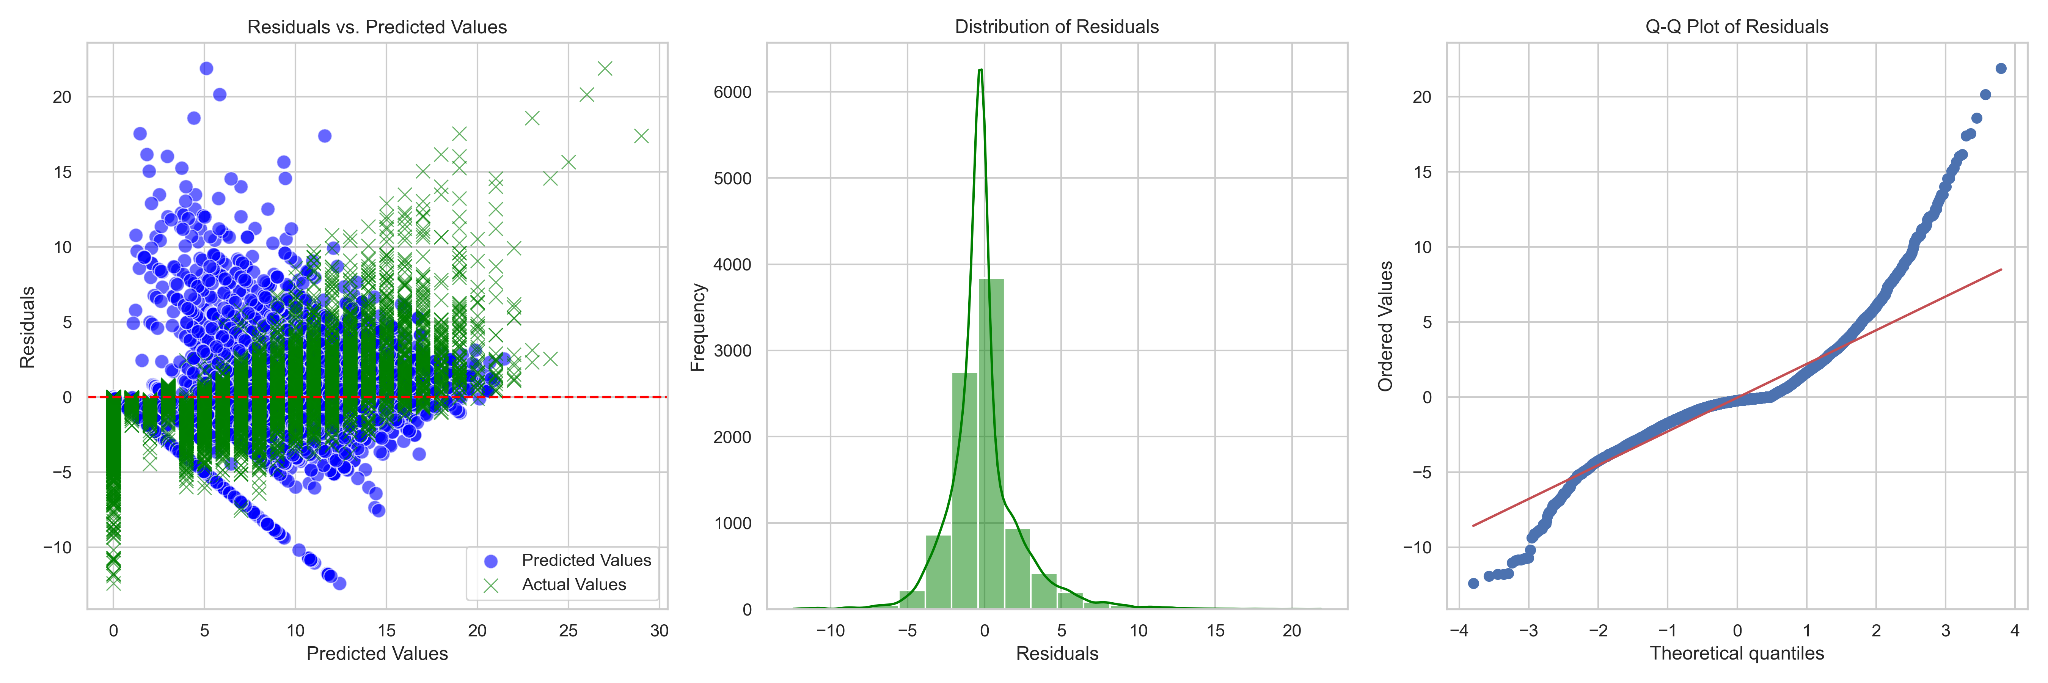 Residuals vs. Predicted Values
Residuals
20
15
10
5
0
−5
−10
0 5 10 15 20 25 30
Predicted Values
Predicted Values
Actual Values
Distribution of Residuals
Frequency
6000
5000
4000
3000
2000
1000
0
−10 −5 0 5 10 15 20
Residuals
Q-Q Plot of Residuals
Ordered Values
20
15
10
5
0
−5
−10
−4 −3 −2 −1 0 1 2 3 4
Theoretical quantiles